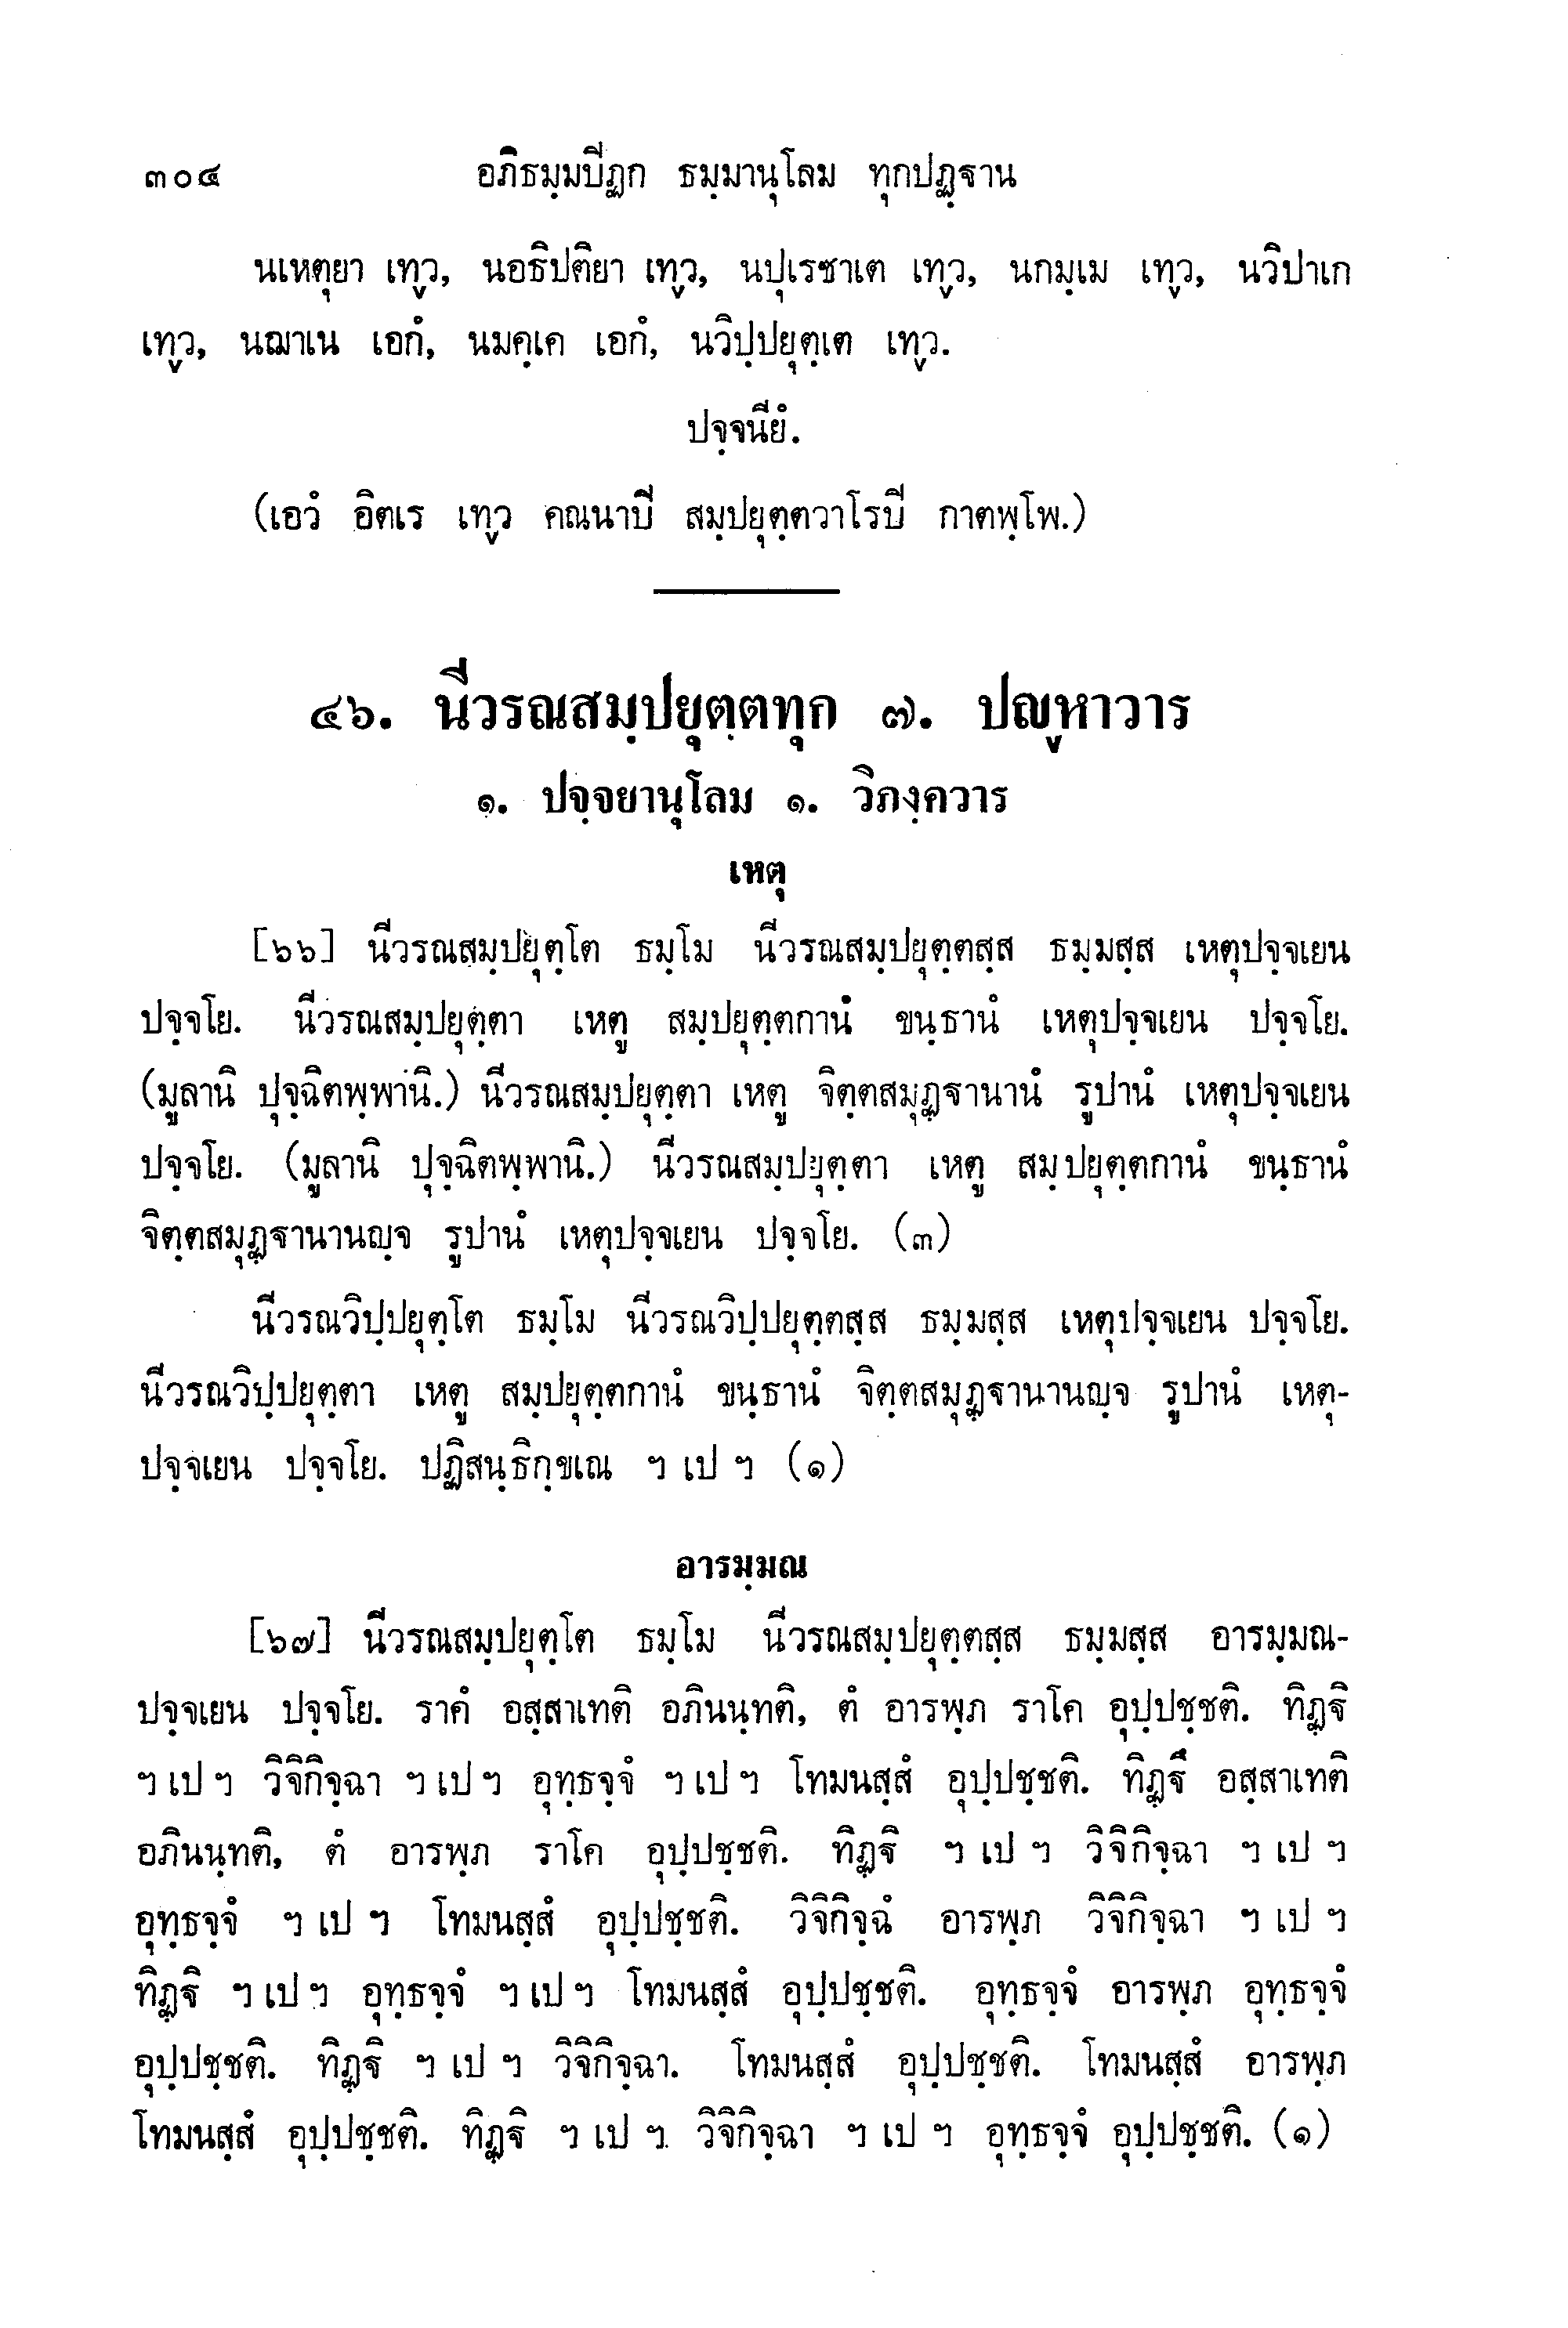 ๓๐๔ อภิธมฺมปีฏก ธมฺมานุโลม ทุกปฏฺฐาน
นเหตุยา เทฺว, นอธิปติยา เทฺว, นปุเรชาเต เทฺว, นกมฺเม เทฺว, นวิปาเก
เทฺว, นฌาเน เอกํ, นมคฺเค เอกํ, นวิปฺปยุตฺเต เทฺว.
ปจฺจนียํ.
(เอวํ อิตเร เทฺว คณนาปี สมฺปยุตฺตวาโรปี กาตพฺโพ.)
๔๖. นีวรณสมฺปยุตฺตทุก ๗. ปญฺหาวาร
๑. ปจฺจยานุโลม ๑. วิภงฺควาร
เหตุ
[๖๖] นีวรณสมฺปยุตฺโต ธมฺโม นีวรณสมฺปยุตฺตสฺส ธมฺมสฺส เหตุปจฺจเยน
ปจฺจโย. นีวรณสมฺปยุตฺตา เหตู สมฺปยุตฺตกานํ ขนฺธานํ เหตุปจฺจเยน ปจฺจโย.
(มูลานิ ปุจฺฉิตพฺพานิ.) นีวรณสมฺปยุตฺตา เหตู จิตฺตสมุฏฺฐานานํ รูปานํ เหตุปจฺจเยน
ปจฺจโย. (มูลานิ ปุจฺฉิตพฺพานิ.) นีวรณสมฺปยุตฺตา เหตู สมฺปยุตฺตกานํ ขนฺธานํ
จิตฺตสมุฏฺฐานานญฺจ รูปานํ เหตุปจฺจเยน ปจฺจโย. (๓)
นีวรณวิปฺปยุตฺโต ธมฺโม นีวรณวิปฺปยุตฺตสฺส ธมฺมสฺส เหตุปจฺจเยน ปจฺจโย.
นีวรณวิปฺปยุตฺตา เหตู สมฺปยุตฺตกานํ ขนฺธานํ จิตฺตสมุฏฺฐานานญฺจ รูปานํ เหตุ-
ปจฺจเยน ปจฺจโย. ปฏิสนฺธิกฺขเณ ฯ เป ฯ (๑)
อารมฺมณ
[๖๗] นีวรณสมฺปยุตฺโต ธมฺโม นีวรณสมฺปยุตฺตสฺส ธมฺมสฺส อารมฺมณ-
ปจฺจเยน ปจฺจโย. ราคํ อสฺสาเทติ อภินนฺทติ, ตํ อารพฺภ ราโค อุปฺปชฺชติ. ทิฏฺฐิ
ฯ เป ฯ วิจิกิจฺฉา ฯ เป ฯ อุทฺธจฺจํ ฯ เป ฯ โทมนสฺสํ อุปฺปชฺชติ. ทิฏฺฐึ อสฺสาเทติ
อภินนฺทติ, ตํ อารพฺภ ราโค อุปฺปชฺชติ. ทิฏฺฐิ ฯ เป ฯ วิจิกิจฺฉา ฯ เป ฯ
อุทฺธจฺจํ ฯ เป ฯ โทมนสฺสํ อุปฺปชฺชติ. วิจิกิจฺฉํ อารพฺภ วิจิกิจฺฉา ฯ เป ฯ
ทิฏฺฐิ ฯ เป ฯ อุทฺธจฺจํ ฯ เป ฯ โทมนสฺสํ อุปฺปชฺชติ. อุทฺธจฺจํ อารพฺภ อุทฺธจฺจํ
อุปฺปชฺชติ. ทิฏฺฐิ ฯ เป ฯ วิจิกิจฺฉา. โทมนสฺสํ อุปฺปชฺชติ. โทมนสฺสํ อารพฺภ
โทมนสฺสํ อุปฺปชฺชติ. ทิฏฺฐิ ฯ เป ฯ วิจิกิจฺฉา ฯ เป ฯ อุทฺธจฺจํ อุปฺปชฺชติ. (๑)